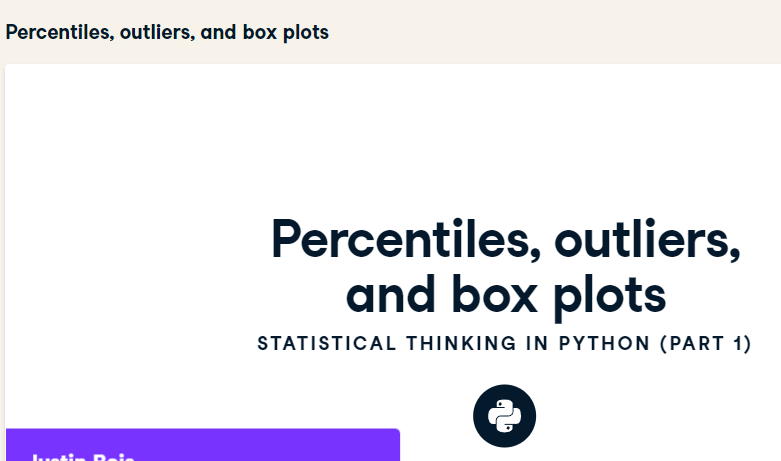 Percentiles, outliers, and box plots
Percentiles, outliers,
and box plots
STATISTICAL THINKING IN PYTHON (PART 1)